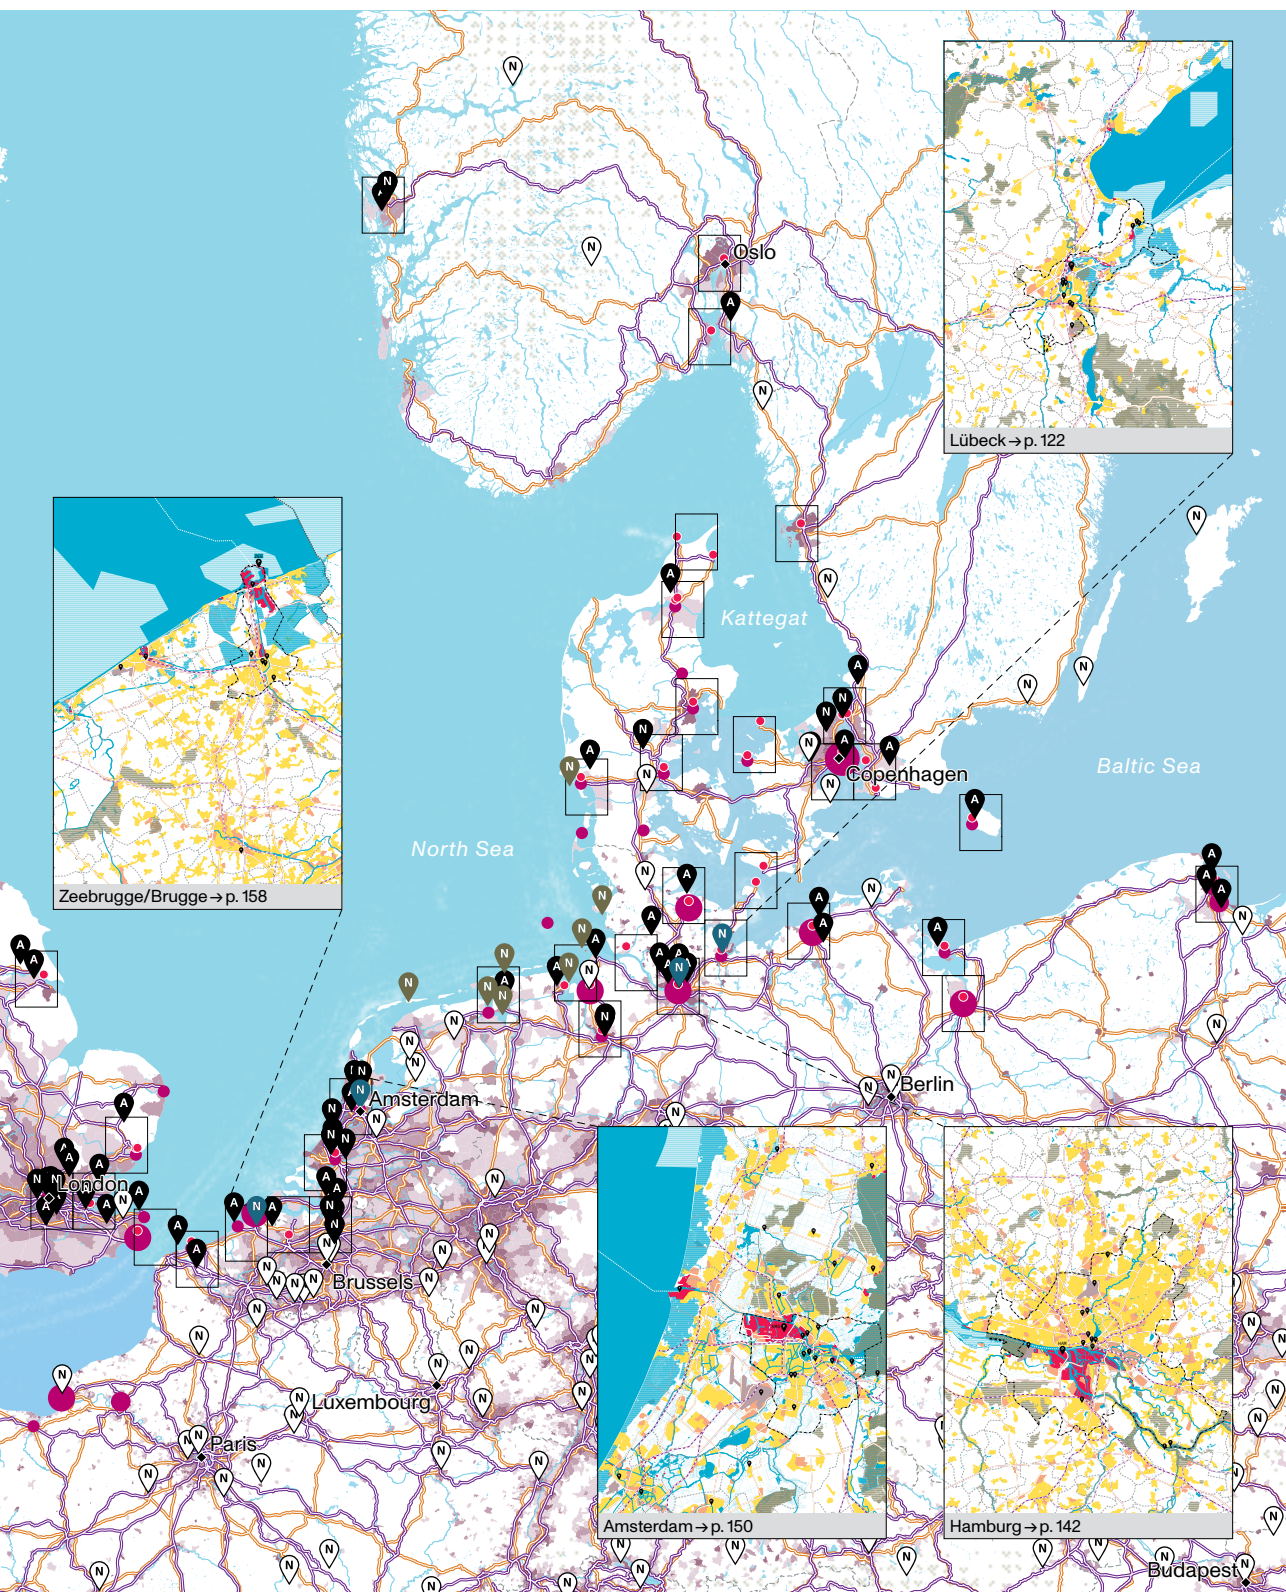 Oslo
Lübeck → p. 122
Kattegat
Copenhagen
Baltic Sea
North Sea
Zeebrugge/Brugge → p. 158
Berlin
Amsterdam
London
Brussels
Luxembourg
Paris
Amsterdam → p. 150
Hamburg → p. 142
Budapest